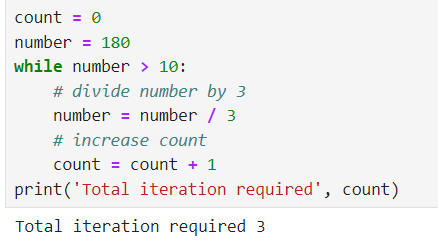 count = 0
number = 180
while number > 10:
    # divide number by 3
    number = number / 3
    # increase count
    count = count + 1
print('Total iteration required', count)
Total iteration required 3